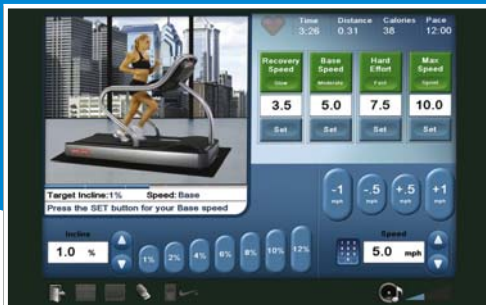 Time Distance Calories Pace
3:26 0.31 38 12:00
Recovery Speed
Slow
3.5
Set
Base Speed
Moderate
5.0
Set
Hard Effort
Fast
7.5
Set
Max Speed
Speed
10.0
Set
Target Incline:1% Speed: Base
Press the SET button for your Base speed
-1 mph
-.5 mph
+.5 mph
+1 mph
Incline
1.0 %
1% 2% 4% 6% 8% 10% 12%
Speed
5.0 mph